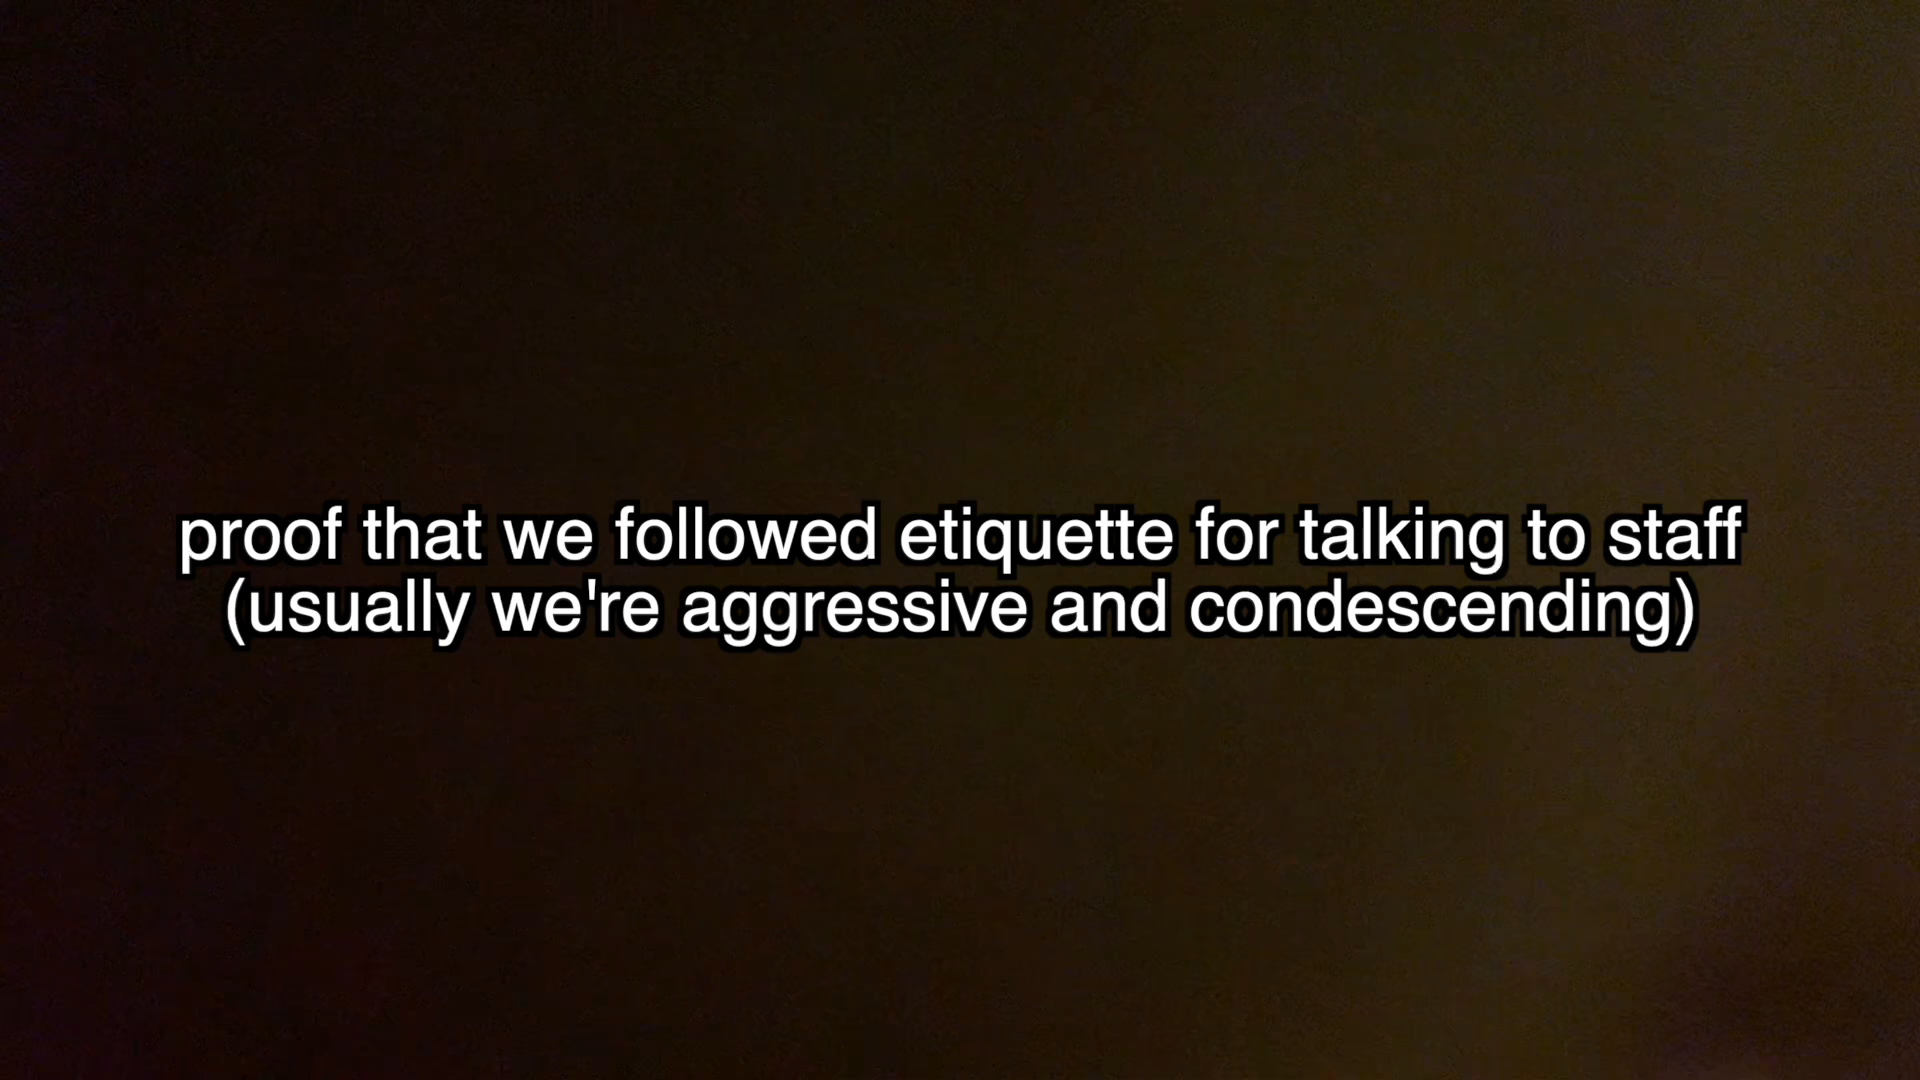 proof that we followed etiquette for talking to staff
(usually we're aggressive and condescending)